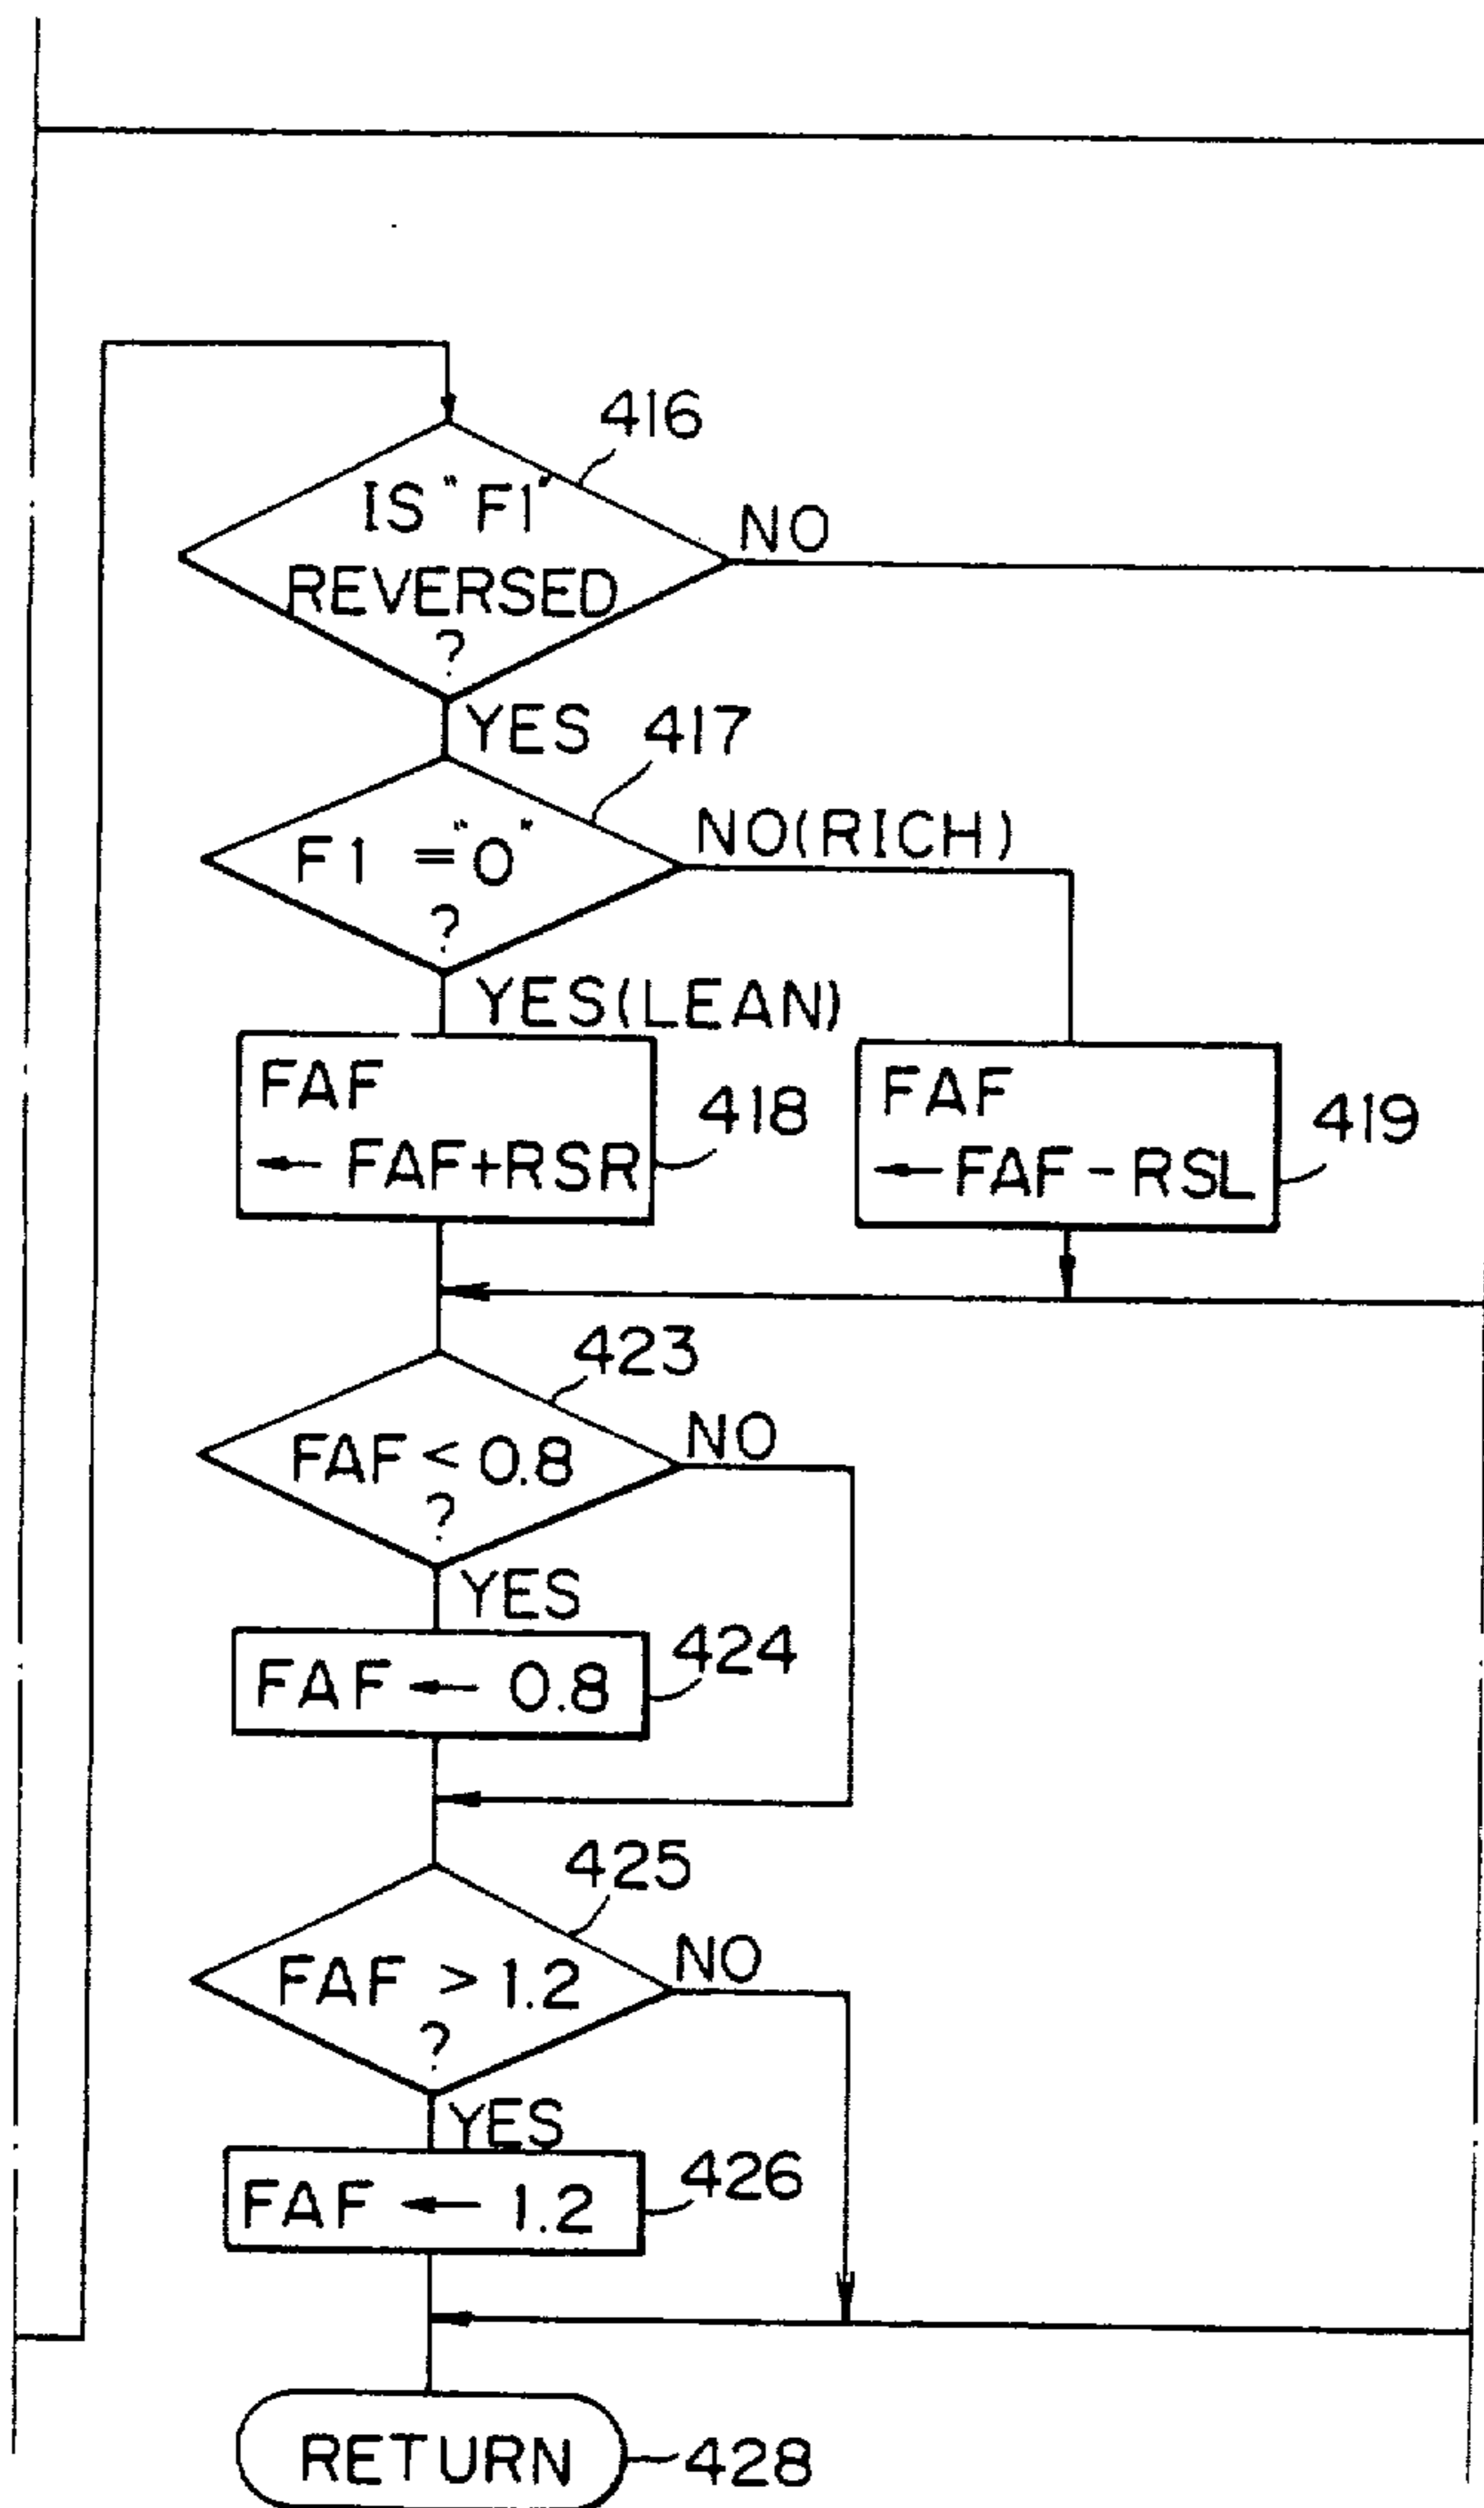 416
IS "F1"
REVERSED
?
NO
YES
417
F1 = "0"
?
NO(RICH)
YES(LEAN)
FAF
← FAF+RSR
418
FAF
← FAF-RSL
419
423
FAF < 0.8
?
NO
YES
FAF ← 0.8
424
425
FAF > 1.2
?
NO
YES
FAF ← 1.2
426
RETURN
428